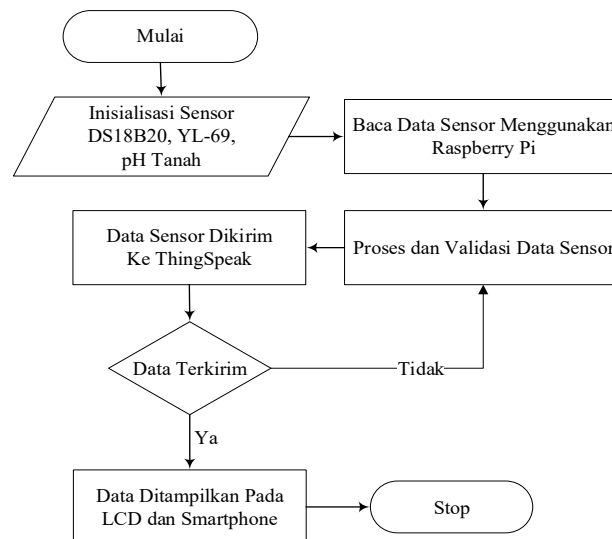 Mulai
Inisialisasi Sensor
DS18B20, YL-69,
pH Tanah
Baca Data Sensor Menggunakan
Raspberry Pi
Proses dan Validasi Data Sensor
Data Sensor Dikirim
Ke ThingSpeak
Data Terkirim
Tidak
Ya
Data Ditampilkan Pada
LCD dan Smartphone
Stop